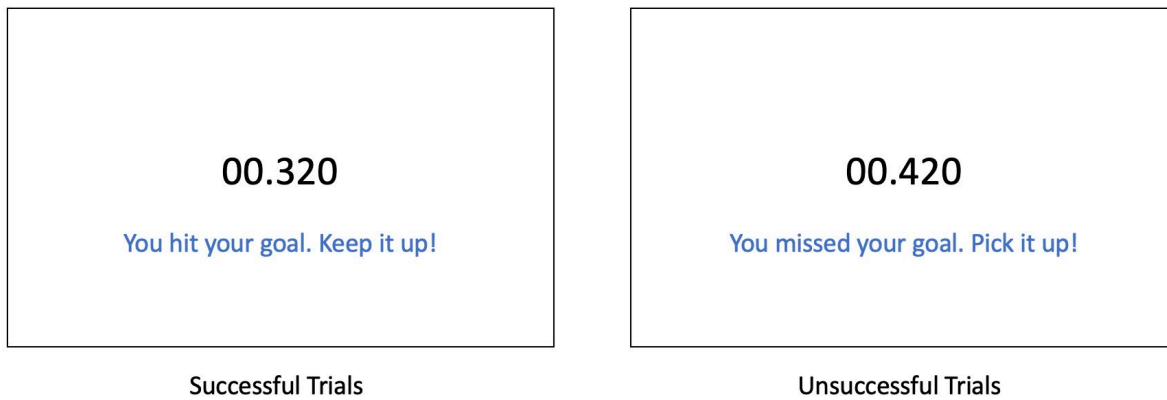 00.320
You hit your goal. Keep it up!
Successful Trials
00.420
You missed your goal. Pick it up!
Unsuccessful Trials